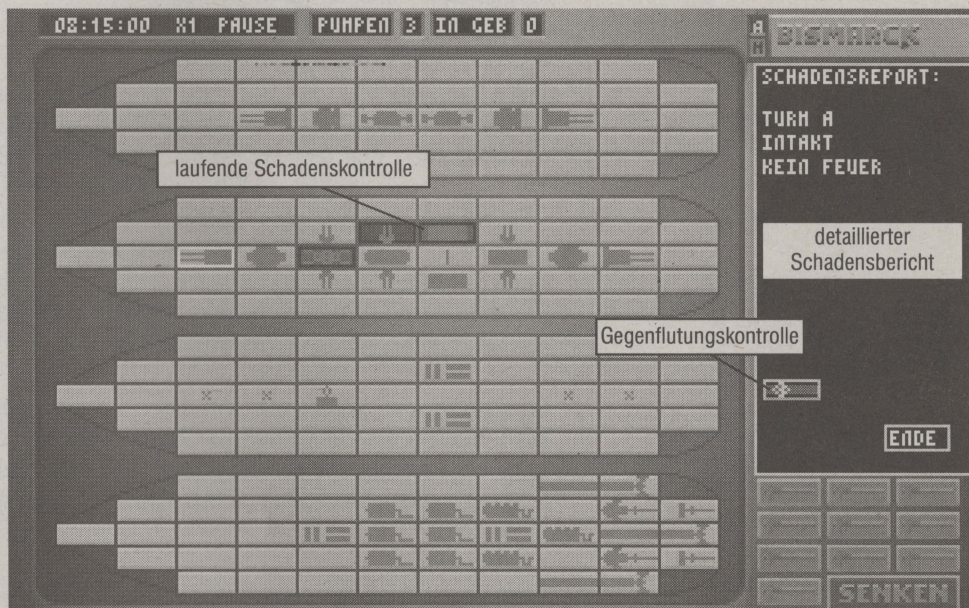 08:15:00 X1 PAUSE PUMPEN 3 IN GEB 0
A
M
BISMARCK
SCHADENSREPORT:
TURM A
INTAKT
KEIN FEUER
laufende Schadenskontrolle
detaillierter
Schadensbericht
Gegenflutungskontrolle
ENDE
SENKEN